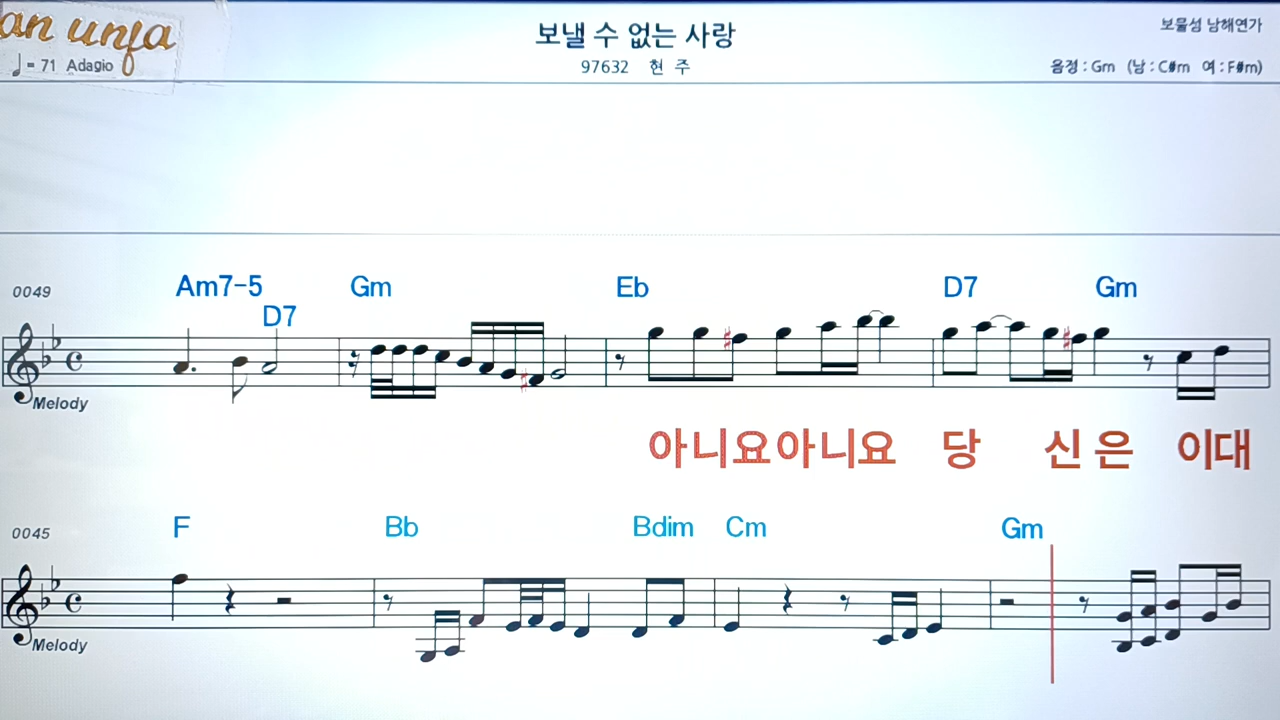 an unfa
보낼 수 없는 사랑
보물섬 남해연가
♩= 71 Adagio
97632 현 주
음정 : Gm (남 : C#m 여 : F#m)
0049
Am7-5 D7 Gm Eb D7 Gm
Melody
아니요아니요 당 신 은 이대
0045
F Bb Bdim Cm Gm
Melody